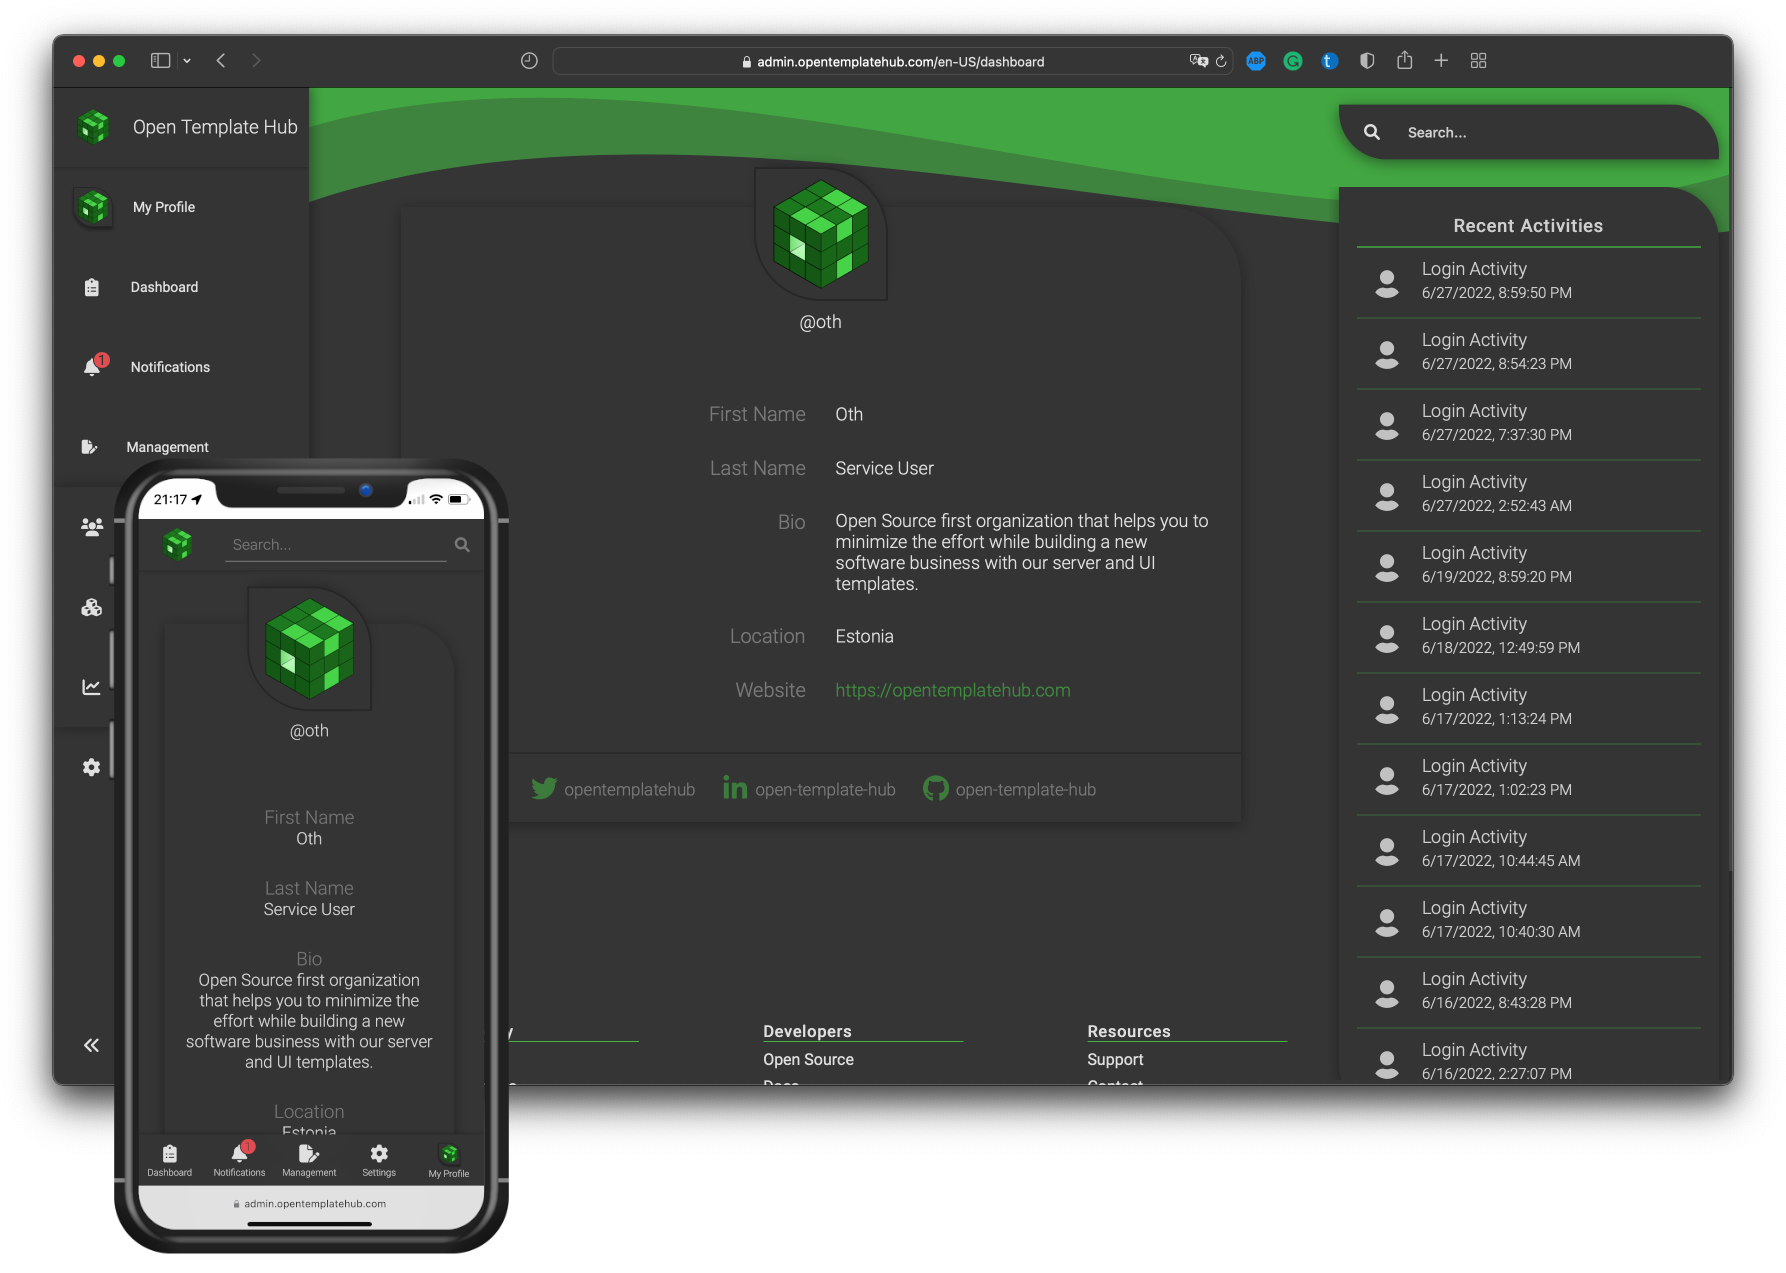 admin.opentemplatehub.com/en-US/dashboard
ABP
Open Template Hub
My Profile
Dashboard
1
Notifications
Management
Search...
@oth
First Name Oth
Last Name Service User
Bio Open Source first organization that helps you to
minimize the effort while building a new
software business with our server and UI
templates.
Location Estonia
Website https://opentemplatehub.com
opentemplatehub open-template-hub open-template-hub
Developers
Open Source
Docs
Resources
Support
Contact
Recent Activities
Login Activity
6/27/2022, 8:59:50 PM
Login Activity
6/27/2022, 8:54:23 PM
Login Activity
6/27/2022, 7:37:30 PM
Login Activity
6/27/2022, 2:52:43 AM
Login Activity
6/19/2022, 8:59:20 PM
Login Activity
6/18/2022, 12:49:59 PM
Login Activity
6/17/2022, 1:13:24 PM
Login Activity
6/17/2022, 1:02:23 PM
Login Activity
6/17/2022, 10:44:45 AM
Login Activity
6/17/2022, 10:40:30 AM
Login Activity
6/16/2022, 8:43:28 PM
Login Activity
6/16/2022, 2:27:07 PM
21:17
Search...
@oth
First Name
Oth
Last Name
Service User
Bio
Open Source first organization
that helps you to minimize the
effort while building a new
software business with our server
and UI templates.
Location
Estonia
1
Dashboard Notifications Management Settings My Profile
admin.opentemplatehub.com